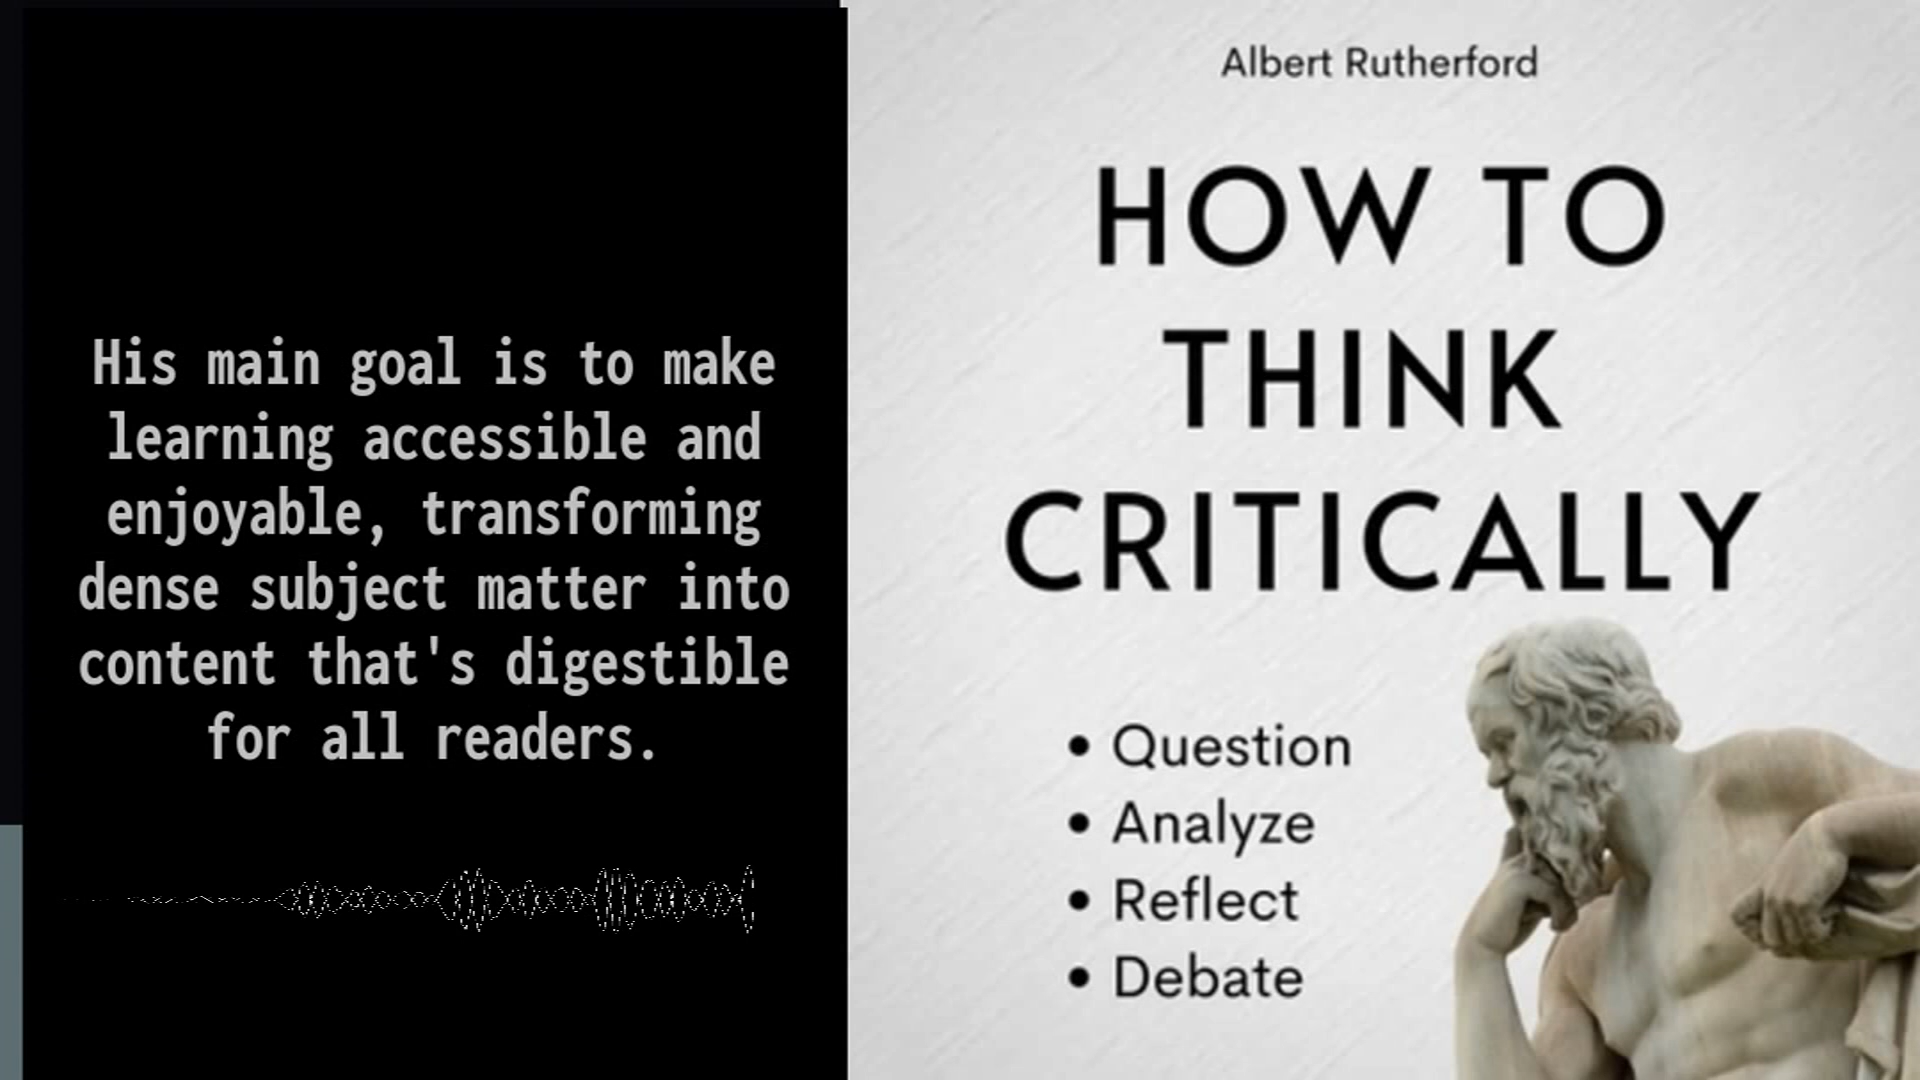 His main goal is to make
learning accessible and
enjoyable, transforming
dense subject matter into
content that's digestible
for all readers.
Albert Rutherford
HOW TO
THINK
CRITICALLY
• Question
• Analyze
• Reflect
• Debate